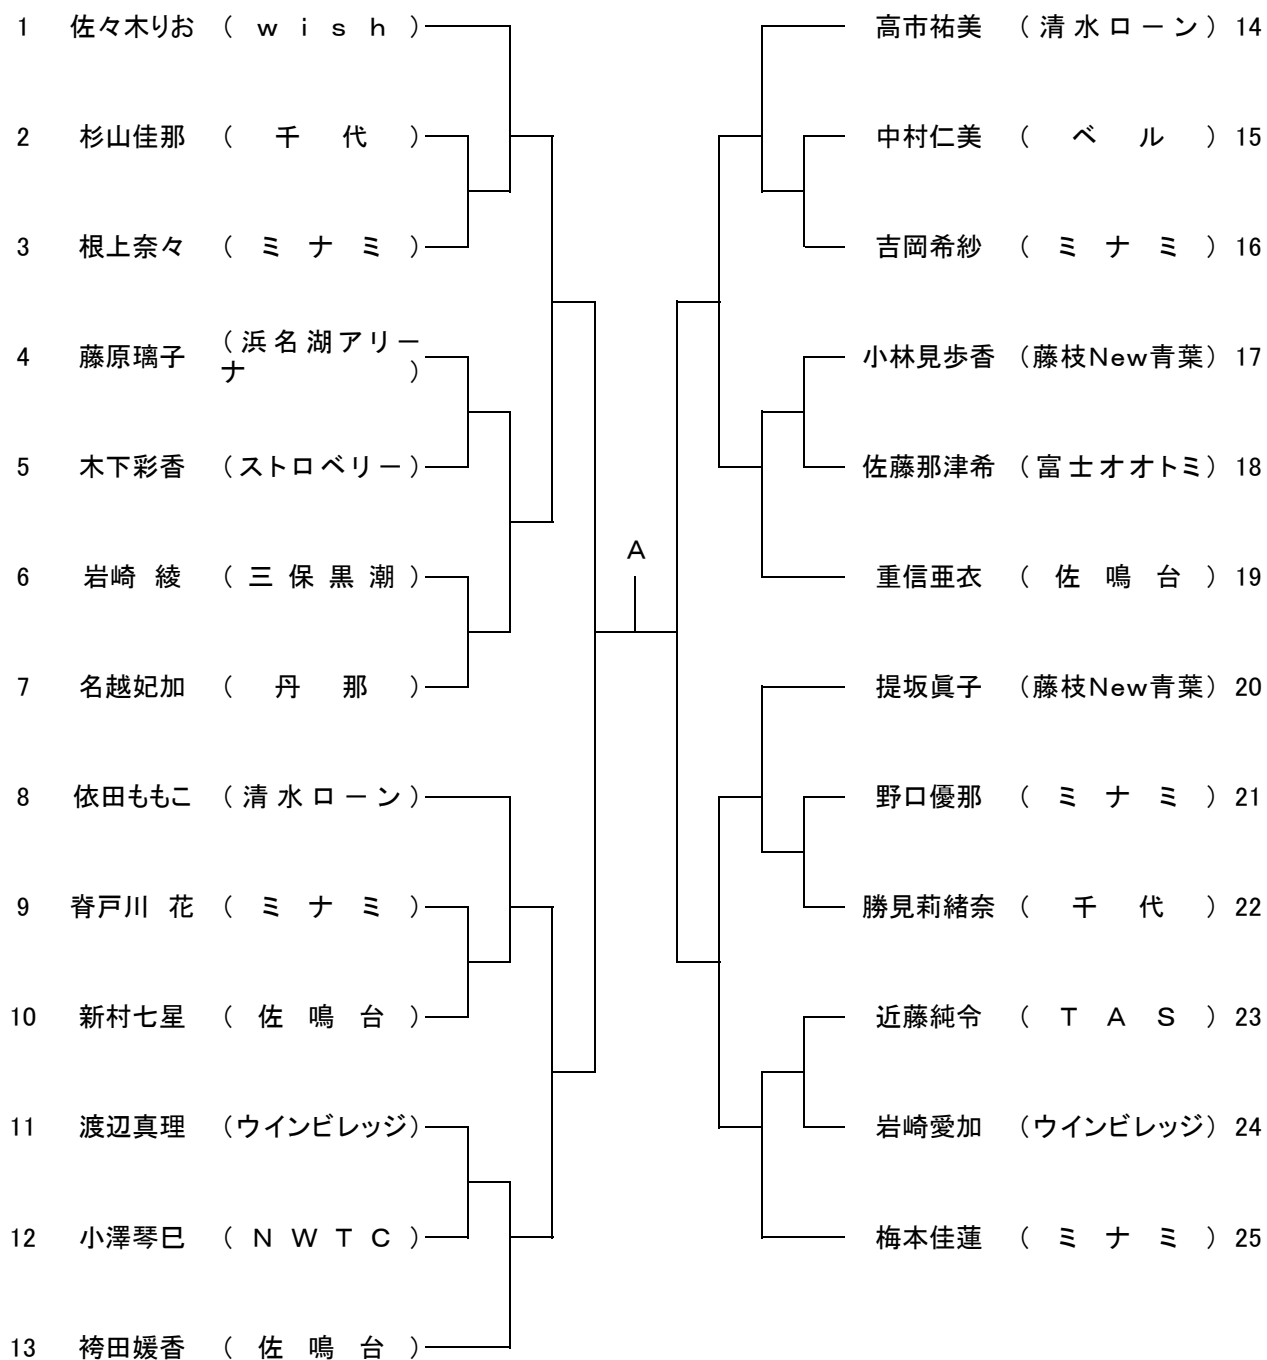 1 佐々木りお （ｗｉｓｈ）
2 杉山佳那 （千代）
3 根上奈々 （ミナミ）
4 藤原璃子 （浜名湖アリーナ）
5 木下彩香 （ストロベリー）
6 岩崎 綾 （三保黒潮）
7 名越妃加 （丹那）
8 依田ももこ （清水ローン）
9 脊戸川 花 （ミナミ）
10 新村七星 （佐鳴台）
11 渡辺真理 （ウインビレッジ）
12 小澤琴巳 （ＮＷＴＣ）
13 袴田媛香 （佐鳴台）
Ａ
高市祐美 （清水ローン） 14
中村仁美 （ベル） 15
吉岡希紗 （ミナミ） 16
小林見歩香 （藤枝Ｎｅｗ青葉） 17
佐藤那津希 （富士オオトミ） 18
重信亜衣 （佐鳴台） 19
提坂眞子 （藤枝Ｎｅｗ青葉） 20
野口優那 （ミナミ） 21
勝見莉緒奈 （千代） 22
近藤純令 （ＴＡＳ） 23
岩崎愛加 （ウインビレッジ） 24
梅本佳蓮 （ミナミ） 25